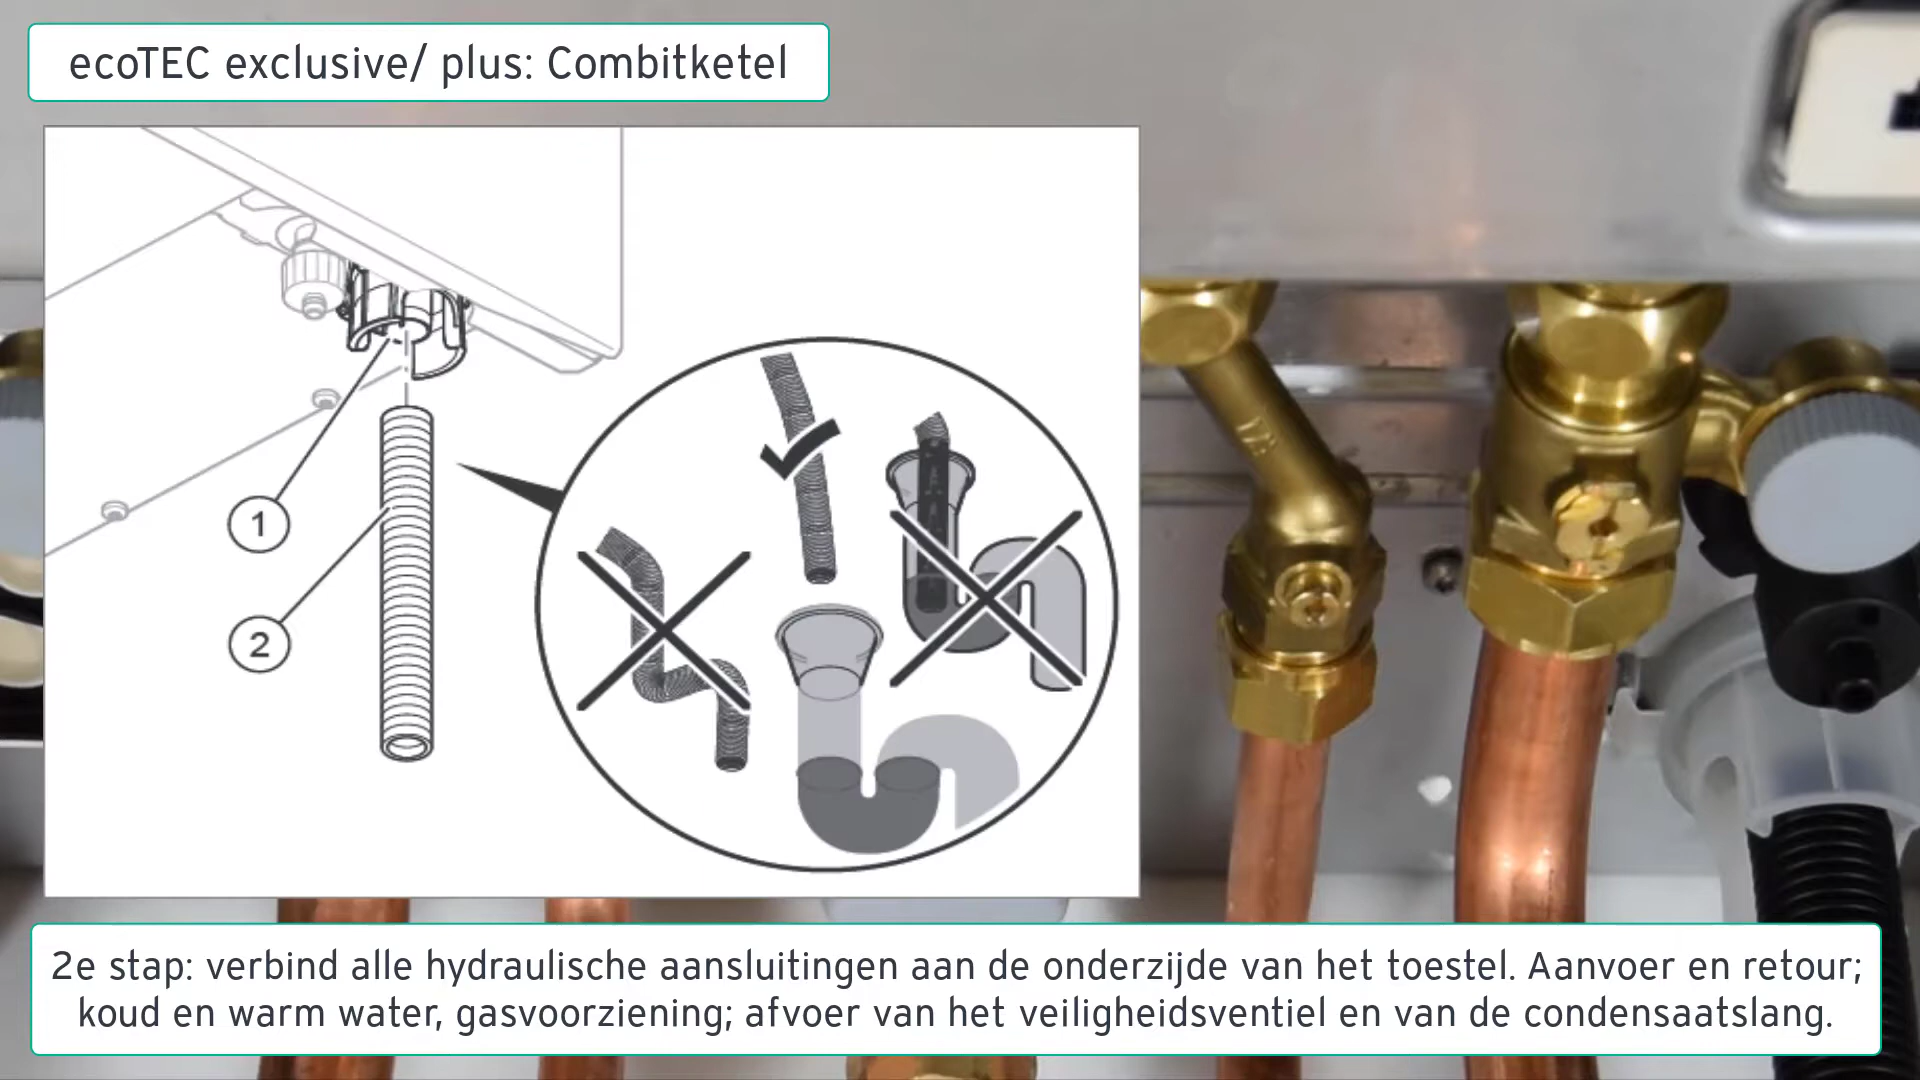 ecoTEC exclusive/ plus: Combitketel
1
2
2e stap: verbind alle hydraulische aansluitingen aan de onderzijde van het toestel. Aanvoer en retour;
koud en warm water, gasvoorziening; afvoer van het veiligheidsventiel en van de condensaatslang.